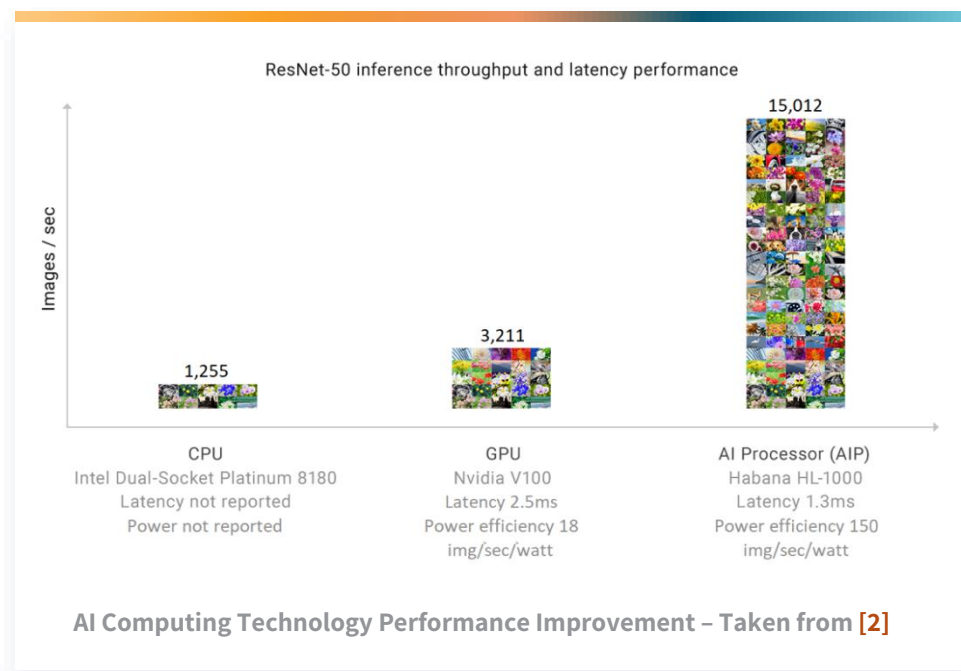 ResNet-50 inference throughput and latency performance
15,012
3,211
1,255
Images / sec
CPU
Intel Dual-Socket Platinum 8180
Latency not reported
Power not reported
GPU
Nvidia V100
Latency 2.5ms
Power efficiency 18
img/sec/watt
AI Processor (AIP)
Habana HL-1000
Latency 1.3ms
Power efficiency 150
img/sec/watt
AI Computing Technology Performance Improvement – Taken from [2]